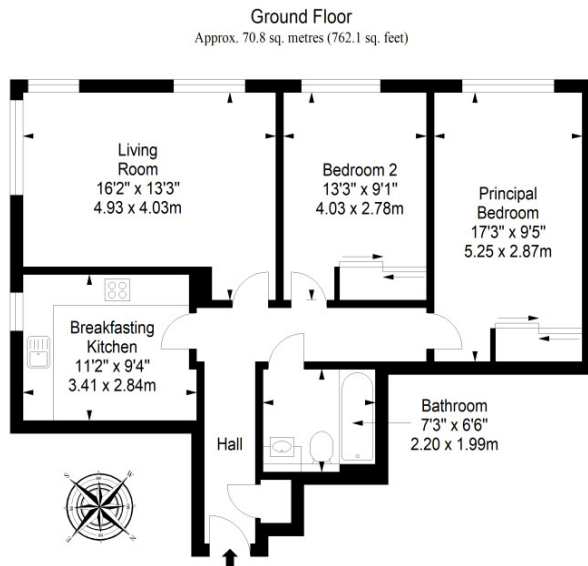 Ground Floor
Approx. 70.8 sq. metres (762.1 sq. feet)
Living
Room
16'2" x 13'3"
4.93 x 4.03m
Bedroom 2
13'3" x 9'1"
4.03 x 2.78m
Principal
Bedroom
17'3" x 9'5"
5.25 x 2.87m
Breakfasting
Kitchen
11'2" x 9'4"
3.41 x 2.84m
Bathroom
7'3" x 6'6"
2.20 x 1.99m
Hall
S
W
E
N